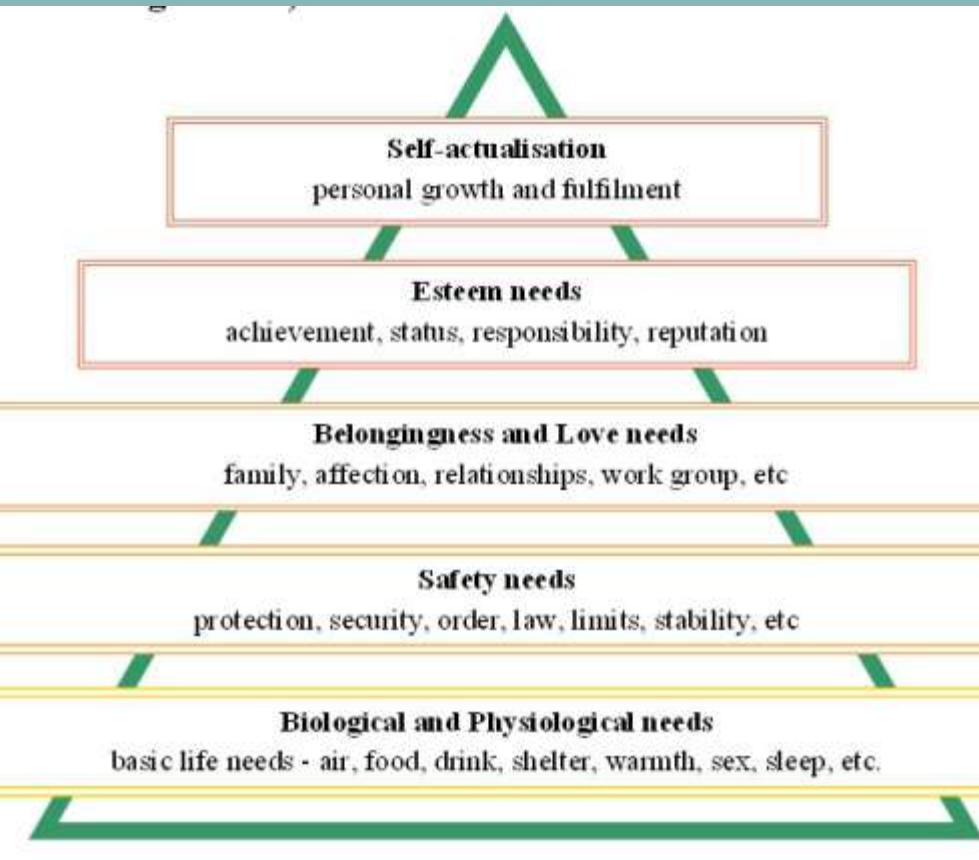 Self-actualisation
personal growth and fulfilment
Esteem needs
achievement, status, responsibility, reputation
Belongingness and Love needs
family, affection, relationships, work group, etc
Safety needs
protection, security, order, law, limits, stability, etc
Biological and Physiological needs
basic life needs - air, food, drink, shelter, warmth, sex, sleep, etc.